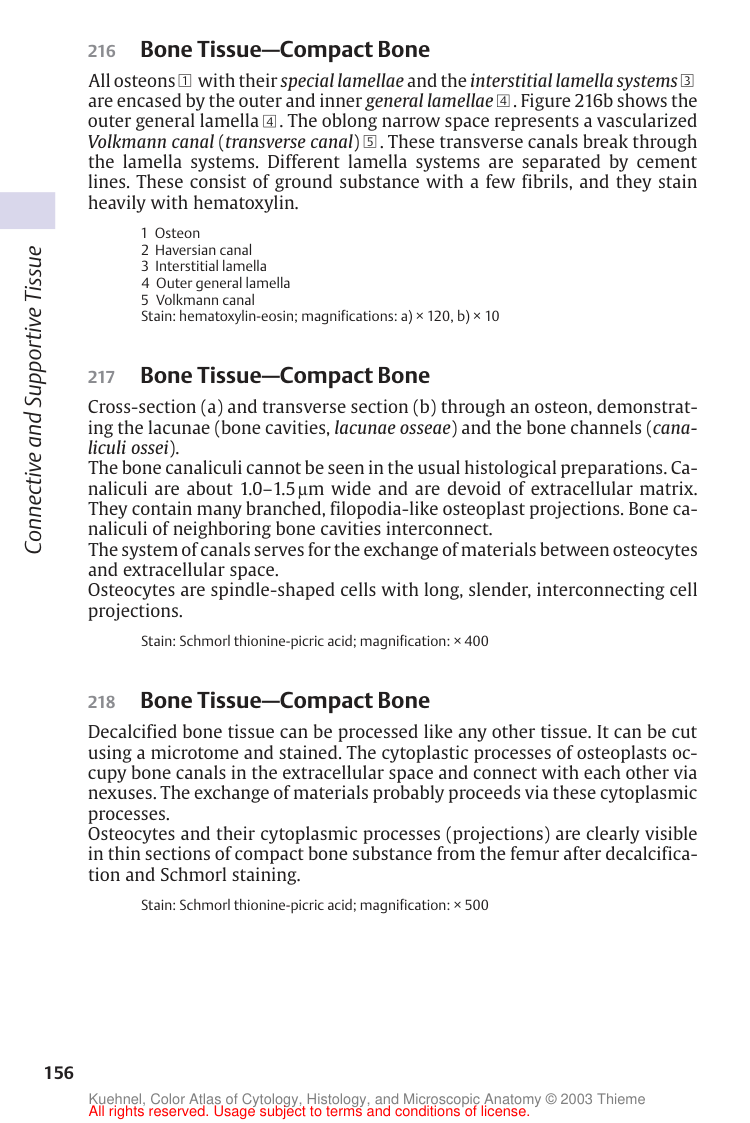 216 Bone Tissue—Compact Bone
All osteons 1 with their special lamellae and the interstitial lamella systems 3
are encased by the outer and inner general lamellae 4. Figure 216b shows the
outer general lamella 4. The oblong narrow space represents a vascularized
Volkmann canal (transverse canal) 5. These transverse canals break through
the lamella systems. Different lamella systems are separated by cement
lines. These consist of ground substance with a few fibrils, and they stain
heavily with hematoxylin.
1 Osteon
2 Haversian canal
3 Interstitial lamella
4 Outer general lamella
5 Volkmann canal
Stain: hematoxylin-eosin; magnifications: a) × 120, b) × 10
Connective and Supportive Tissue
217 Bone Tissue—Compact Bone
Cross-section (a) and transverse section (b) through an osteon, demonstrat-
ing the lacunae (bone cavities, lacunae osseae) and the bone channels (cana-
liculi ossei).
The bone canaliculi cannot be seen in the usual histological preparations. Ca-
naliculi are about 1.0–1.5 µm wide and are devoid of extracellular matrix.
They contain many branched, filopodia-like osteoplast projections. Bone ca-
naliculi of neighboring bone cavities interconnect.
The system of canals serves for the exchange of materials between osteocytes
and extracellular space.
Osteocytes are spindle-shaped cells with long, slender, interconnecting cell
projections.
Stain: Schmorl thionine-picric acid; magnification: × 400
218 Bone Tissue—Compact Bone
Decalcified bone tissue can be processed like any other tissue. It can be cut
using a microtome and stained. The cytoplastic processes of osteoplasts oc-
cupy bone canals in the extracellular space and connect with each other via
nexuses. The exchange of materials probably proceeds via these cytoplasmic
processes.
Osteocytes and their cytoplasmic processes (projections) are clearly visible
in thin sections of compact bone substance from the femur after decalcifica-
tion and Schmorl staining.
Stain: Schmorl thionine-picric acid; magnification: × 500
156
Kuehnel, Color Atlas of Cytology, Histology, and Microscopic Anatomy © 2003 Thieme
All rights reserved. Usage subject to terms and conditions of license.